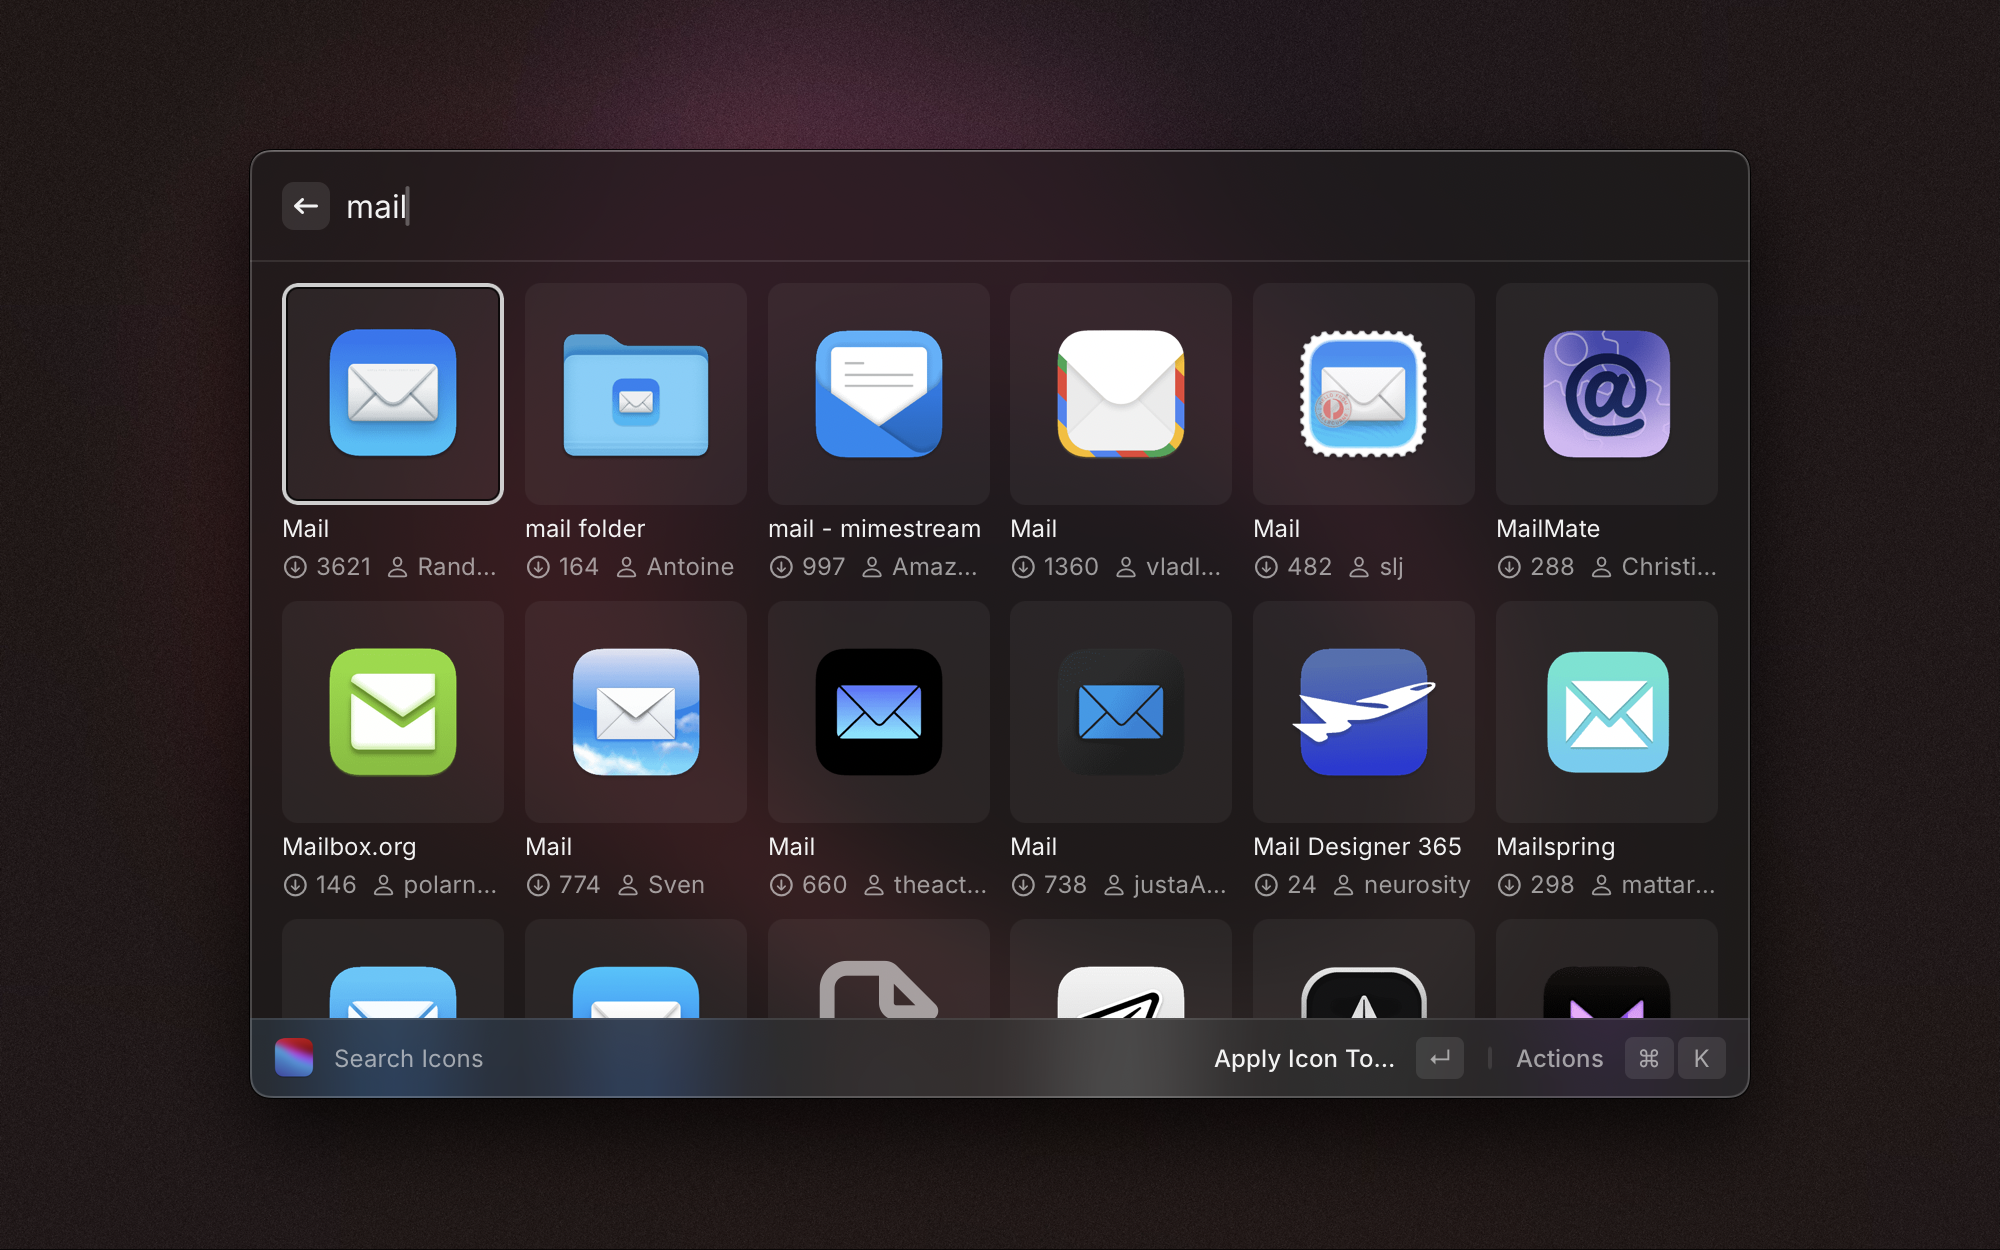 mail
Mail mail folder mail - mimestream Mail Mail MailMate
3621 Rand... 164 Antoine 997 Amaz... 1360 vladl... 482 slj 288 Christi...
@
Mailbox.org Mail Mail Mail Mail Designer 365 Mailspring
146 polarn... 774 Sven 660 theact... 738 justaA... 24 neurosity 298 mattar...
Search Icons Apply Icon To... Actions ⌘ K